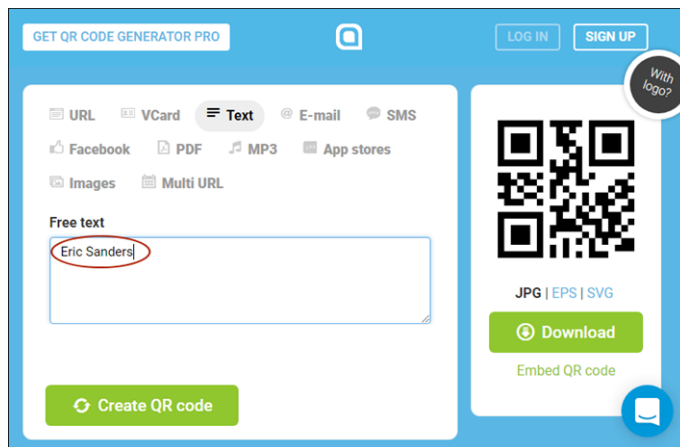 GET QR CODE GENERATOR PRO
LOG IN
SIGN UP
With logo?
URL VCard Text E-mail SMS
Facebook PDF MP3 App stores
Images Multi URL
Free text
Eric Sanders
JPG | EPS | SVG
Download
Embed QR code
Create QR code